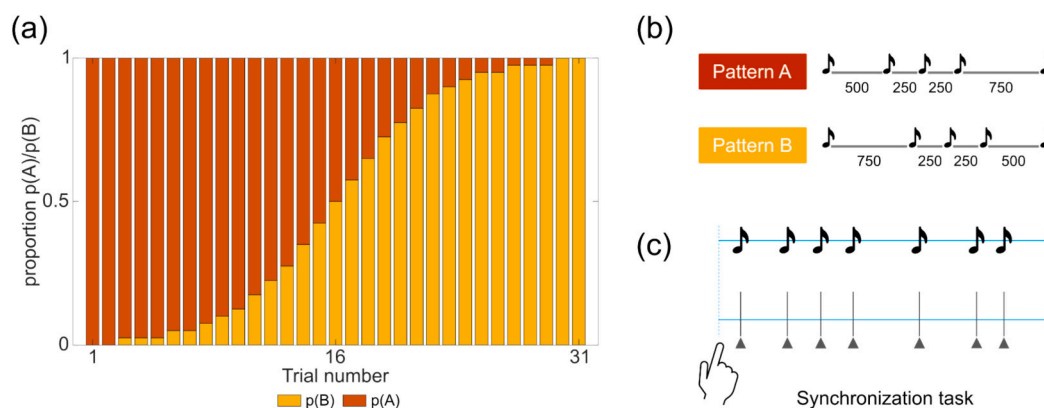 (a)
1
0.5
0
proportion p(A)/p(B)
1 16 31
Trial number
p(B) p(A)
(b)
Pattern A
500 250 250 750
Pattern B
750 250 250 500
(c)
Synchronization task